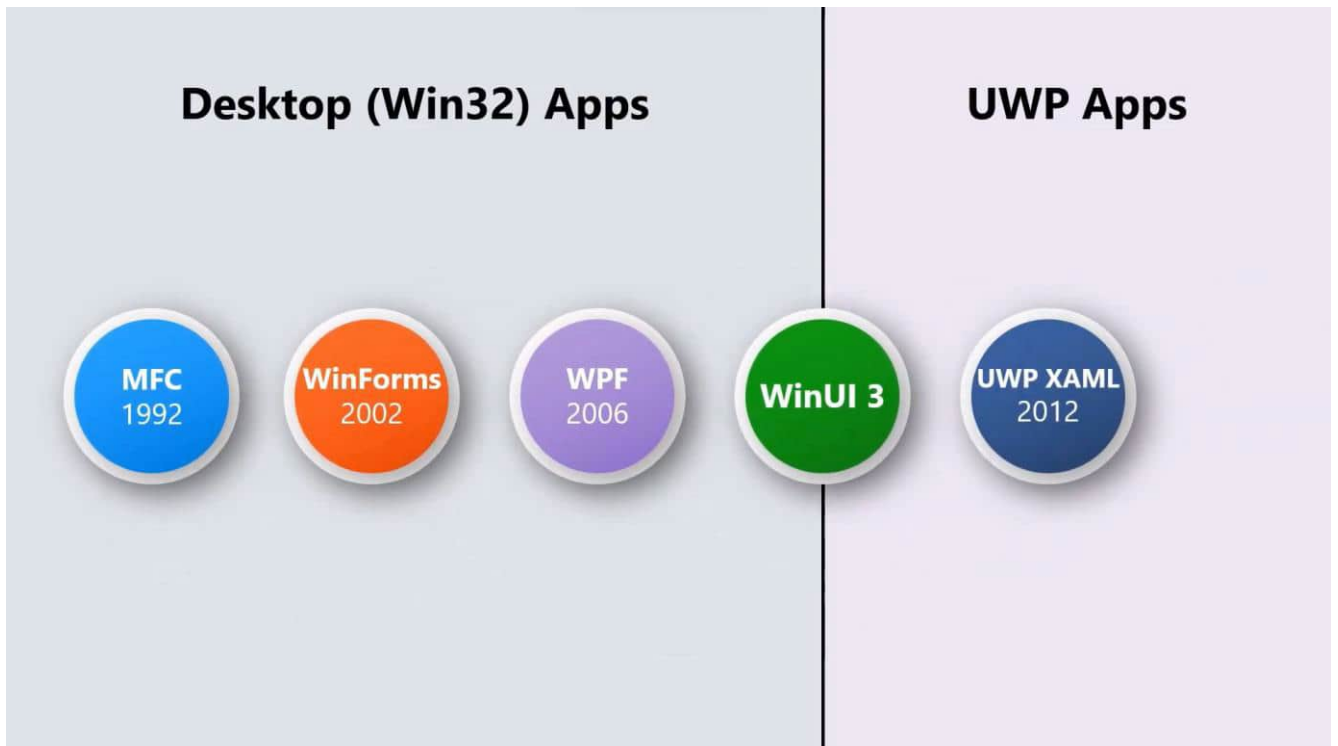 Desktop (Win32) Apps
UWP Apps
MFC
1992
WinForms
2002
WPF
2006
WinUI 3
UWP XAML
2012